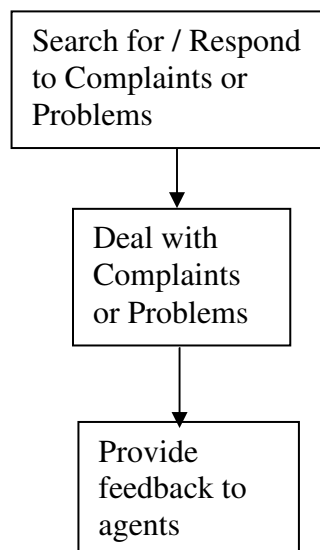 Search for / Respond
to Complaints or
Problems
Deal with
Complaints
or Problems
Provide
feedback to
agents